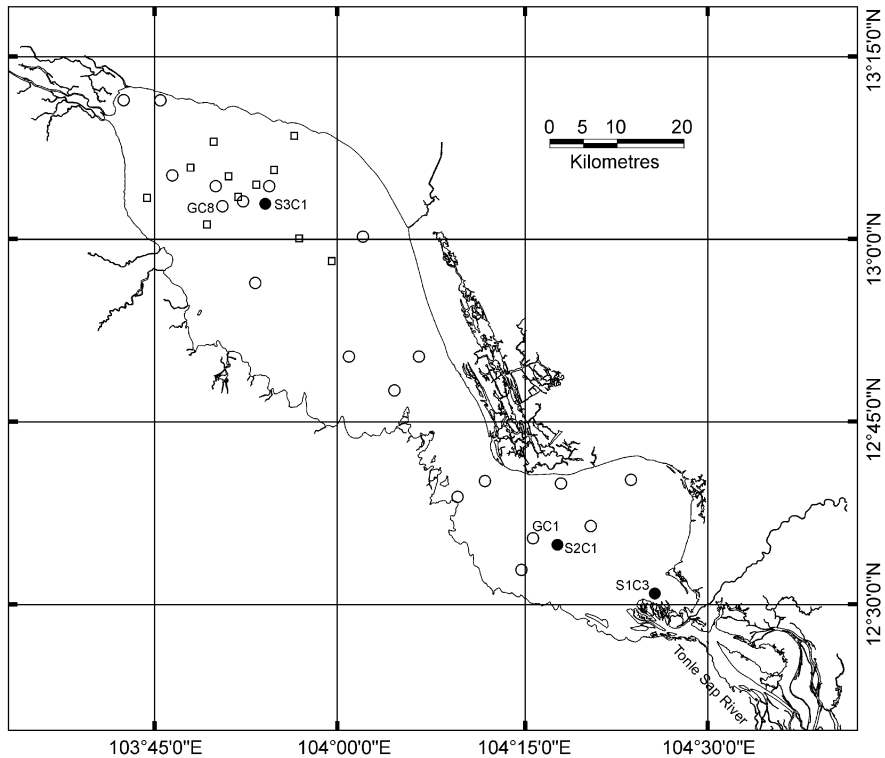 13°15'0"N
0 5 10 20
Kilometres
GC8
S3C1
13°0'0"N
12°45'0"N
GC1
S2C1
S1C3
12°30'0"N
Tonle Sap River
103°45'0"E 104°00'0"E 104°15'0"E 104°30'0"E